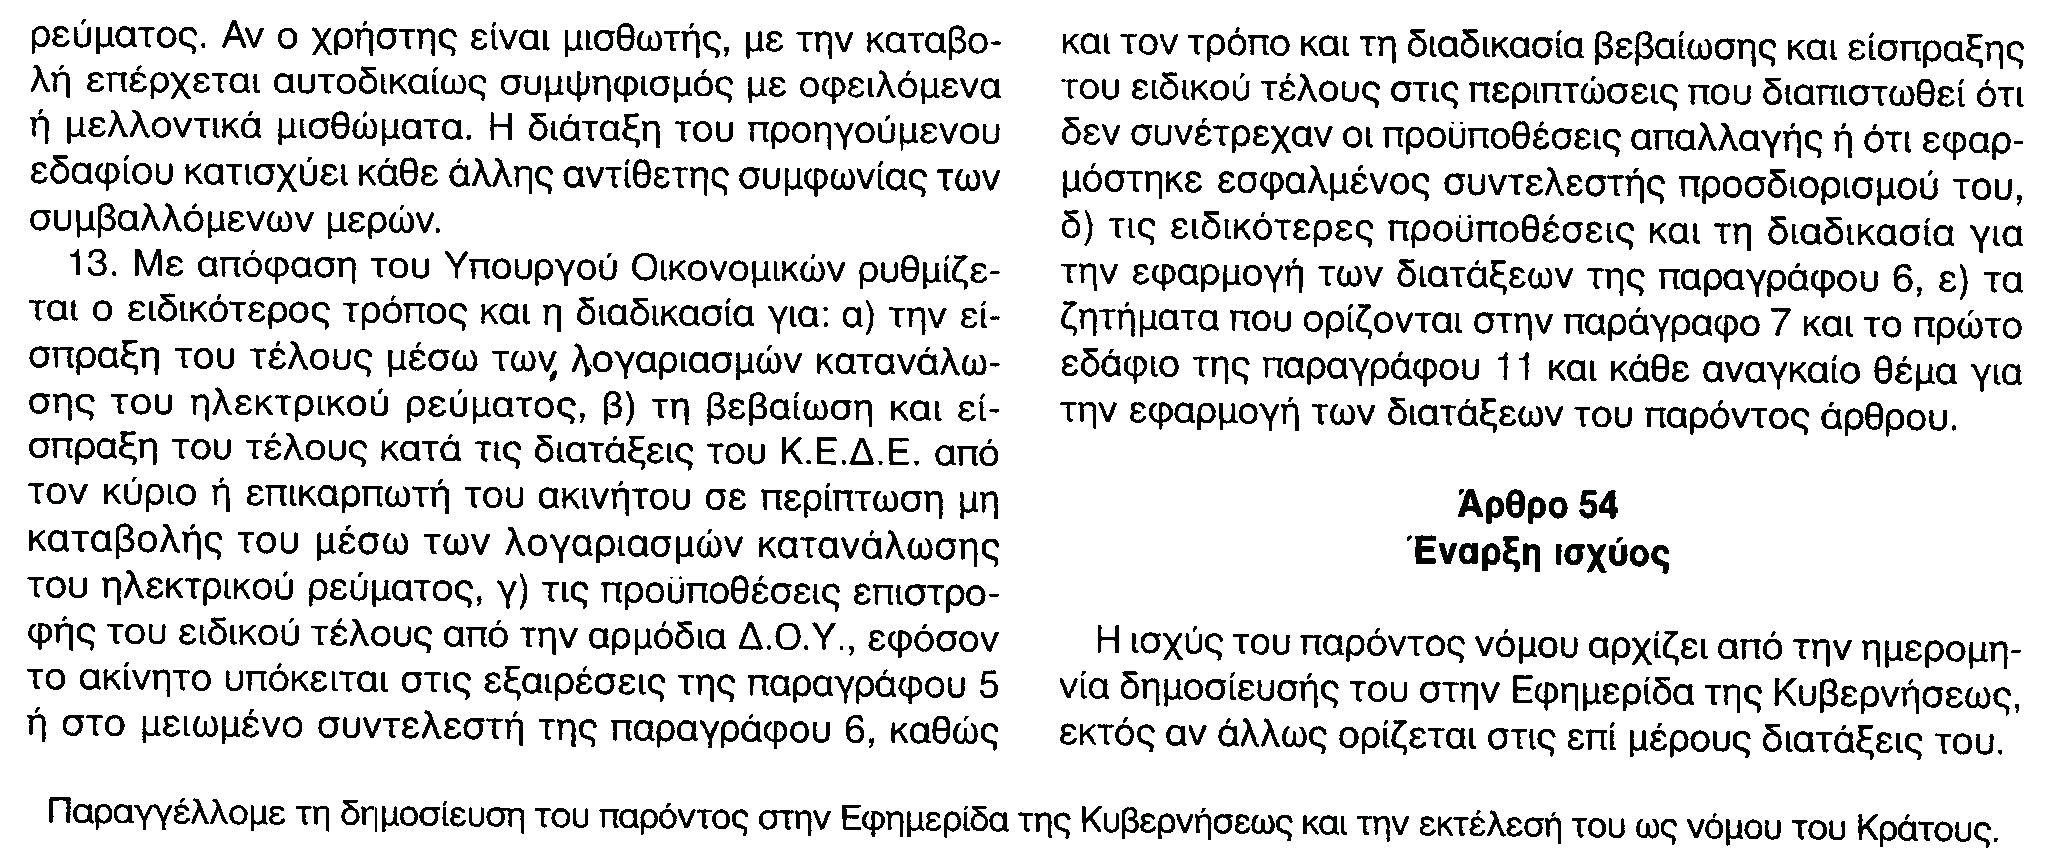 ρεύματος. Αν ο χρήστης είναι μισθωτής, με την καταβο-
λή επέρχεται αυτοδικαίως συμψηφισμός με οφειλόμενα
ή μελλοντικά μισθώματα. Η διάταξη του προηγούμενου
εδαφίου κατισχύει κάθε άλλης αντίθετης συμφωνίας των
συμβαλλόμενων μερών.
13. Με απόφαση του Υπουργού Οικονομικών ρυθμίζε-
ται ο ειδικότερος τρόπος και η διαδικασία για: α) την εί-
σπραξη του τέλους μέσω των λογαριασμών κατανάλω-
σης του ηλεκτρικού ρεύματος, β) τη βεβαίωση και εί-
σπραξη του τέλους κατά τις διατάξεις του Κ.Ε.Δ.Ε. από
τον κύριο ή επικαρπωτή του ακινήτου σε περίπτωση μη
καταβολής του μέσω των λογαριασμών κατανάλωσης
του ηλεκτρικού ρεύματος, γ) τις προϋποθέσεις επιστρο-
φής του ειδικού τέλους από την αρμόδια Δ.Ο.Υ., εφόσον
το ακίνητο υπόκειται στις εξαιρέσεις της παραγράφου 5
ή στο μειωμένο συντελεστή της παραγράφου 6, καθώς
και τον τρόπο και τη διαδικασία βεβαίωσης και είσπραξης
του ειδικού τέλους στις περιπτώσεις που διαπιστωθεί ότι
δεν συνέτρεχαν οι προϋποθέσεις απαλλαγής ή ότι εφαρ-
μόστηκε εσφαλμένος συντελεστής προσδιορισμού του,
δ) τις ειδικότερες προϋποθέσεις και τη διαδικασία για
την εφαρμογή των διατάξεων της παραγράφου 6, ε) τα
ζητήματα που ορίζονται στην παράγραφο 7 και το πρώτο
εδάφιο της παραγράφου 11 και κάθε αναγκαίο θέμα για
την εφαρμογή των διατάξεων του παρόντος άρθρου.
Άρθρο 54
Έναρξη ισχύος
Η ισχύς του παρόντος νόμου αρχίζει από την ημερομη-
νία δημοσίευσής του στην Εφημερίδα της Κυβερνήσεως,
εκτός αν άλλως ορίζεται στις επί μέρους διατάξεις του.
Παραγγέλλομε τη δημοσίευση του παρόντος στην Εφημερίδα της Κυβερνήσεως και την εκτέλεσή του ως νόμου του Κράτους.